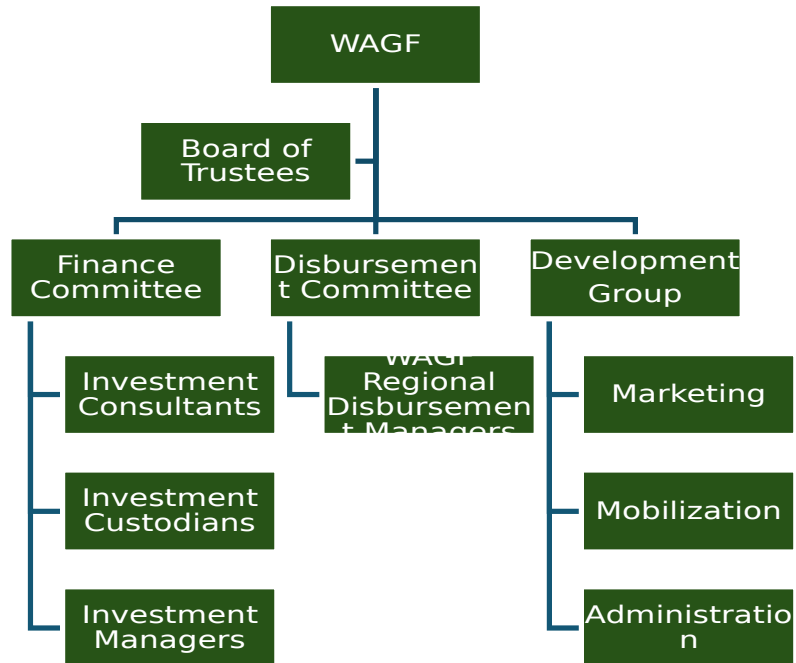 WAGF
Board of
Trustees
Finance
Committee
Disbursemen
t Committee
Development
Group
Investment
Consultants
WAGF
Regional
Disbursemen
t Managers
Marketing
Investment
Custodians
Mobilization
Investment
Managers
Administratio
n